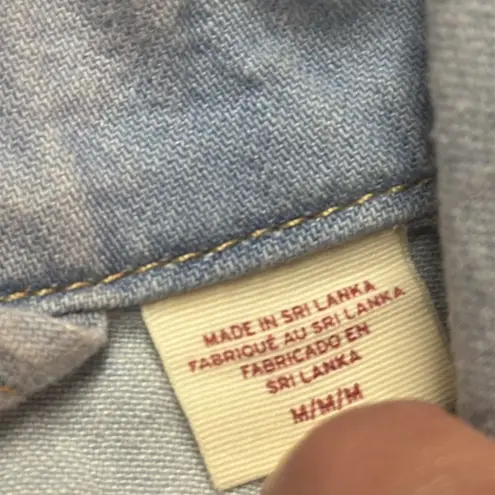 MADE IN SRI LANKA
FABRIQUÉ AU SRI LANKA
FABRICADO EN
SRI LANKA
M/M/M